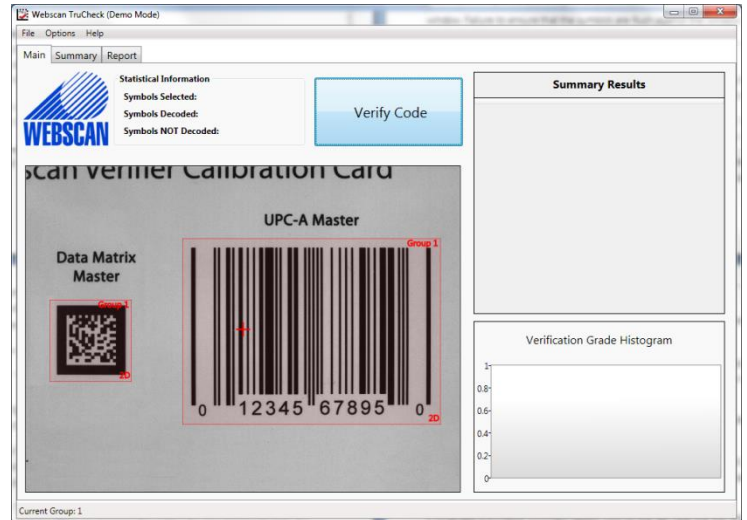 Webscan TruCheck (Demo Mode)
File Options Help
Main Summary Report
Statistical Information
Symbols Selected:
Symbols Decoded:
Symbols NOT Decoded:
WEBSCAN
Verify Code
Summary Results
scan Verifier Calibration Card
UPC-A Master
Group 1
Data Matrix
Master
Group 1
2D
0 12345 67895 0
2D
Verification Grade Histogram
1
0.8
0.6
0.4
0.2
0
Current Group: 1